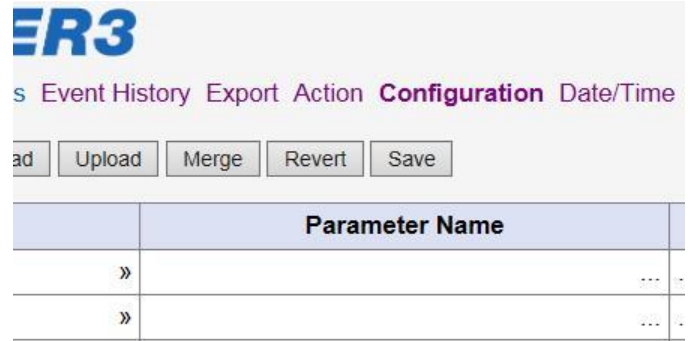 ER3
s Event History Export Action Configuration Date/Time
ad Upload Merge Revert Save
Parameter Name
» ... .
» ... .